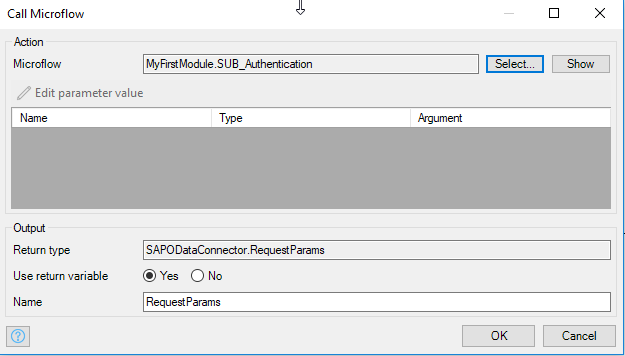 Call Microflow
Action
Microflow MyFirstModule.SUB_Authentication Select... Show
Edit parameter value
Name Type Argument
Output
Return type SAPODataConnector.RequestParams
Use return variable Yes No
Name RequestParams
? OK Cancel